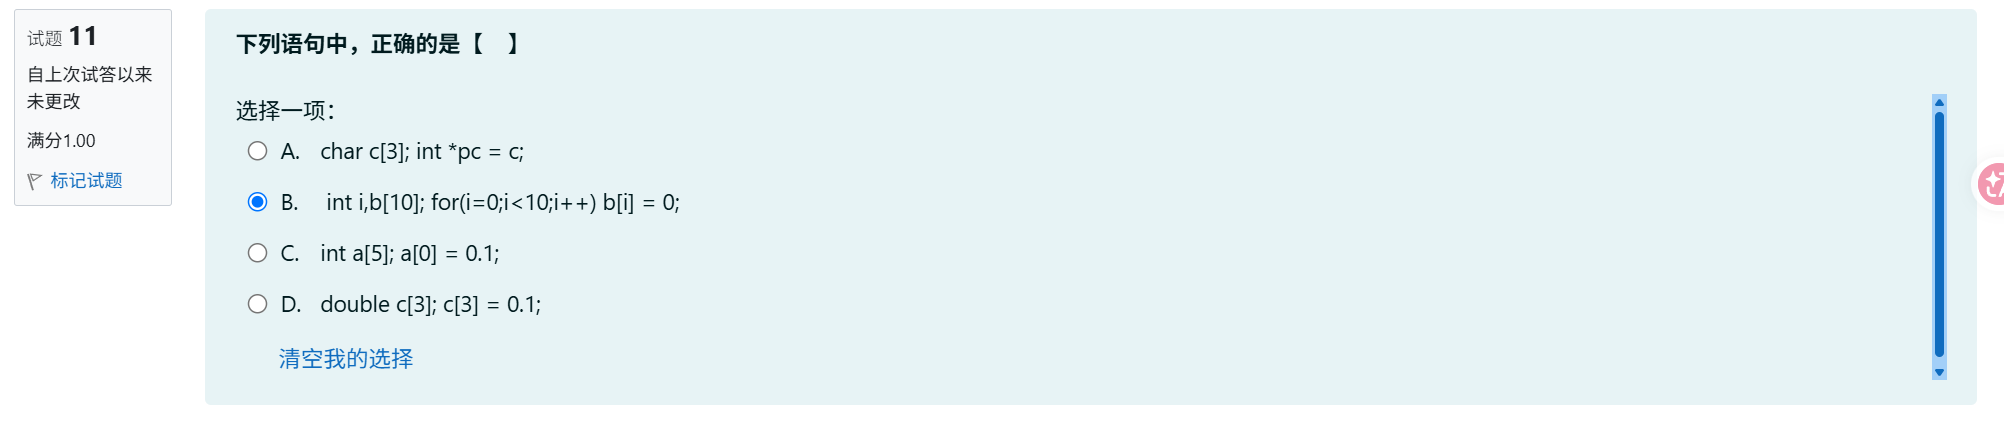 试题 11
自上次试答以来
未更改
满分1.00
标记试题
下列语句中，正确的是【　】
选择一项：
A. char c[3]; int *pc = c;
B. int i,b[10]; for(i=0;i<10;i++) b[i] = 0;
C. int a[5]; a[0] = 0.1;
D. double c[3]; c[3] = 0.1;
清空我的选择